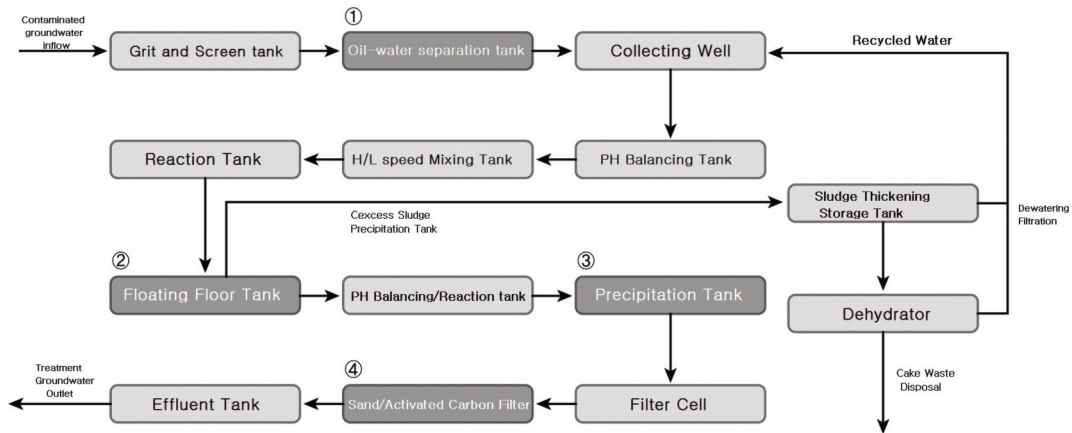 Contaminated
groundwater
inflow
Grit and Screen tank
①
Oil-water separation tank
Collecting Well
Recycled Water
Reaction Tank
H/L speed Mixing Tank
PH Balancing Tank
Sludge Thickening
Storage Tank
Dewatering
Filtration
Cexcess Sludge
Precipitation Tank
②
Floating Floor Tank
PH Balancing/Reaction tank
③
Precipitation Tank
Dehydrator
Treatment
Groundwater
Outlet
Effluent Tank
④
Sand/Activated Carbon Filter
Filter Cell
Cake Waste
Disposal